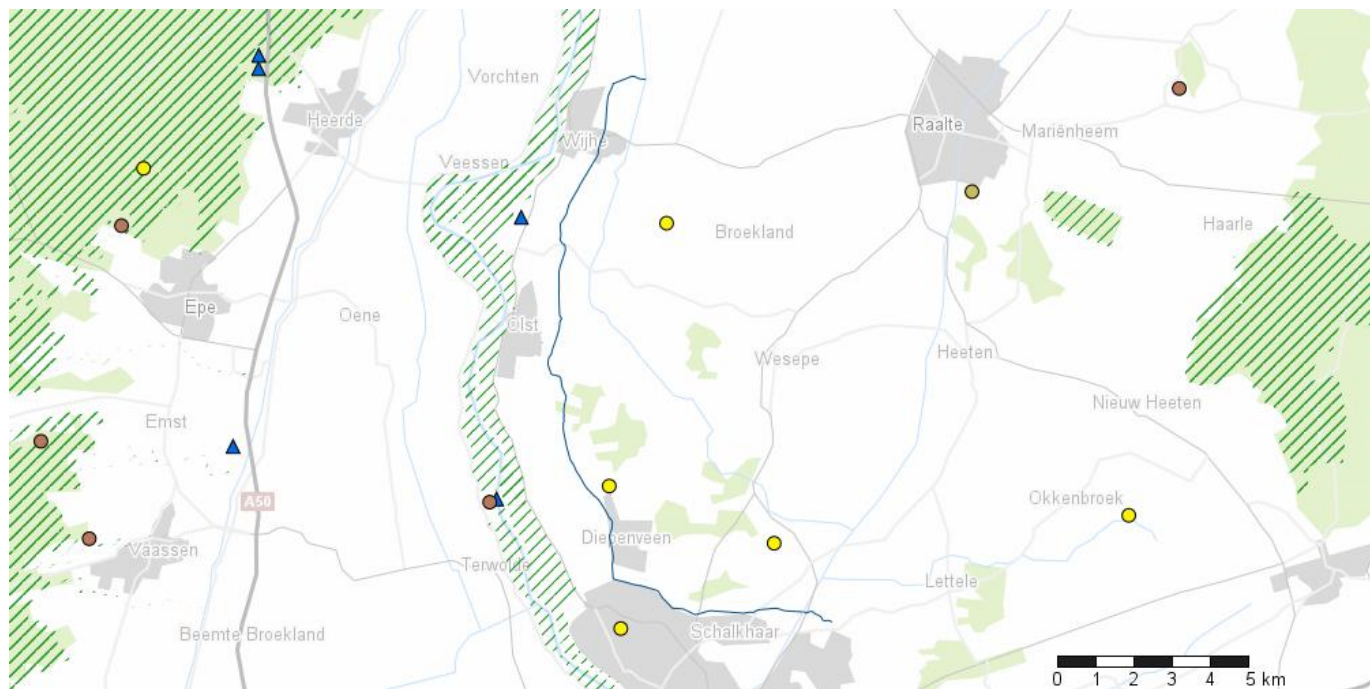 Vorchten
Heerde
Wijhe
Raalte
Mariënheem
Veessen
Haarle
Broekland
Epe
Oene
Olst
Wesepe
Heeten
Nieuw Heeten
Emst
A50
Okkenbroek
Diepenveen
Vaassen
Terwolde
Lettele
Beemte Broekland
Schalkhaar
0 1 2 3 4 5 km